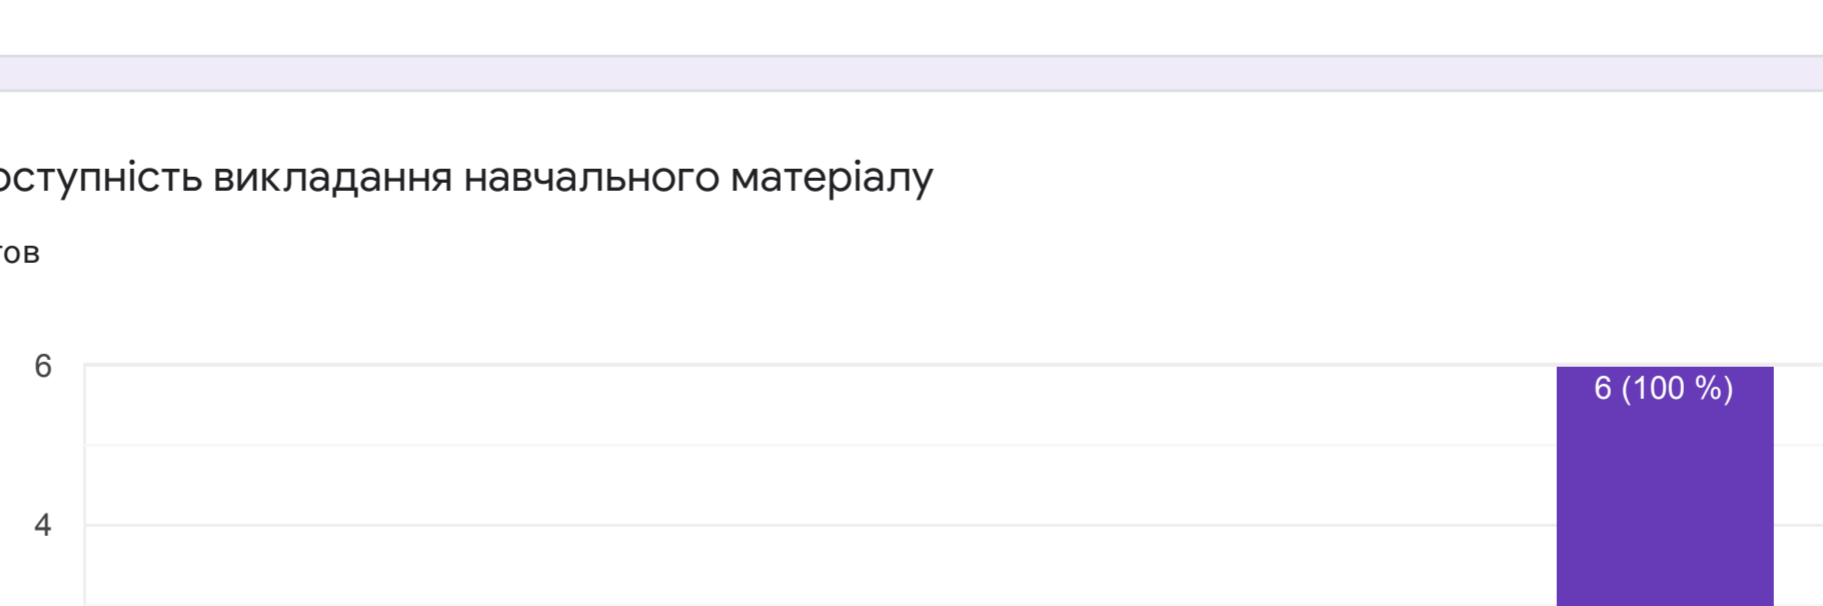 оступність викладання навчального матеріалу
тов
6
6 (100 %)
4